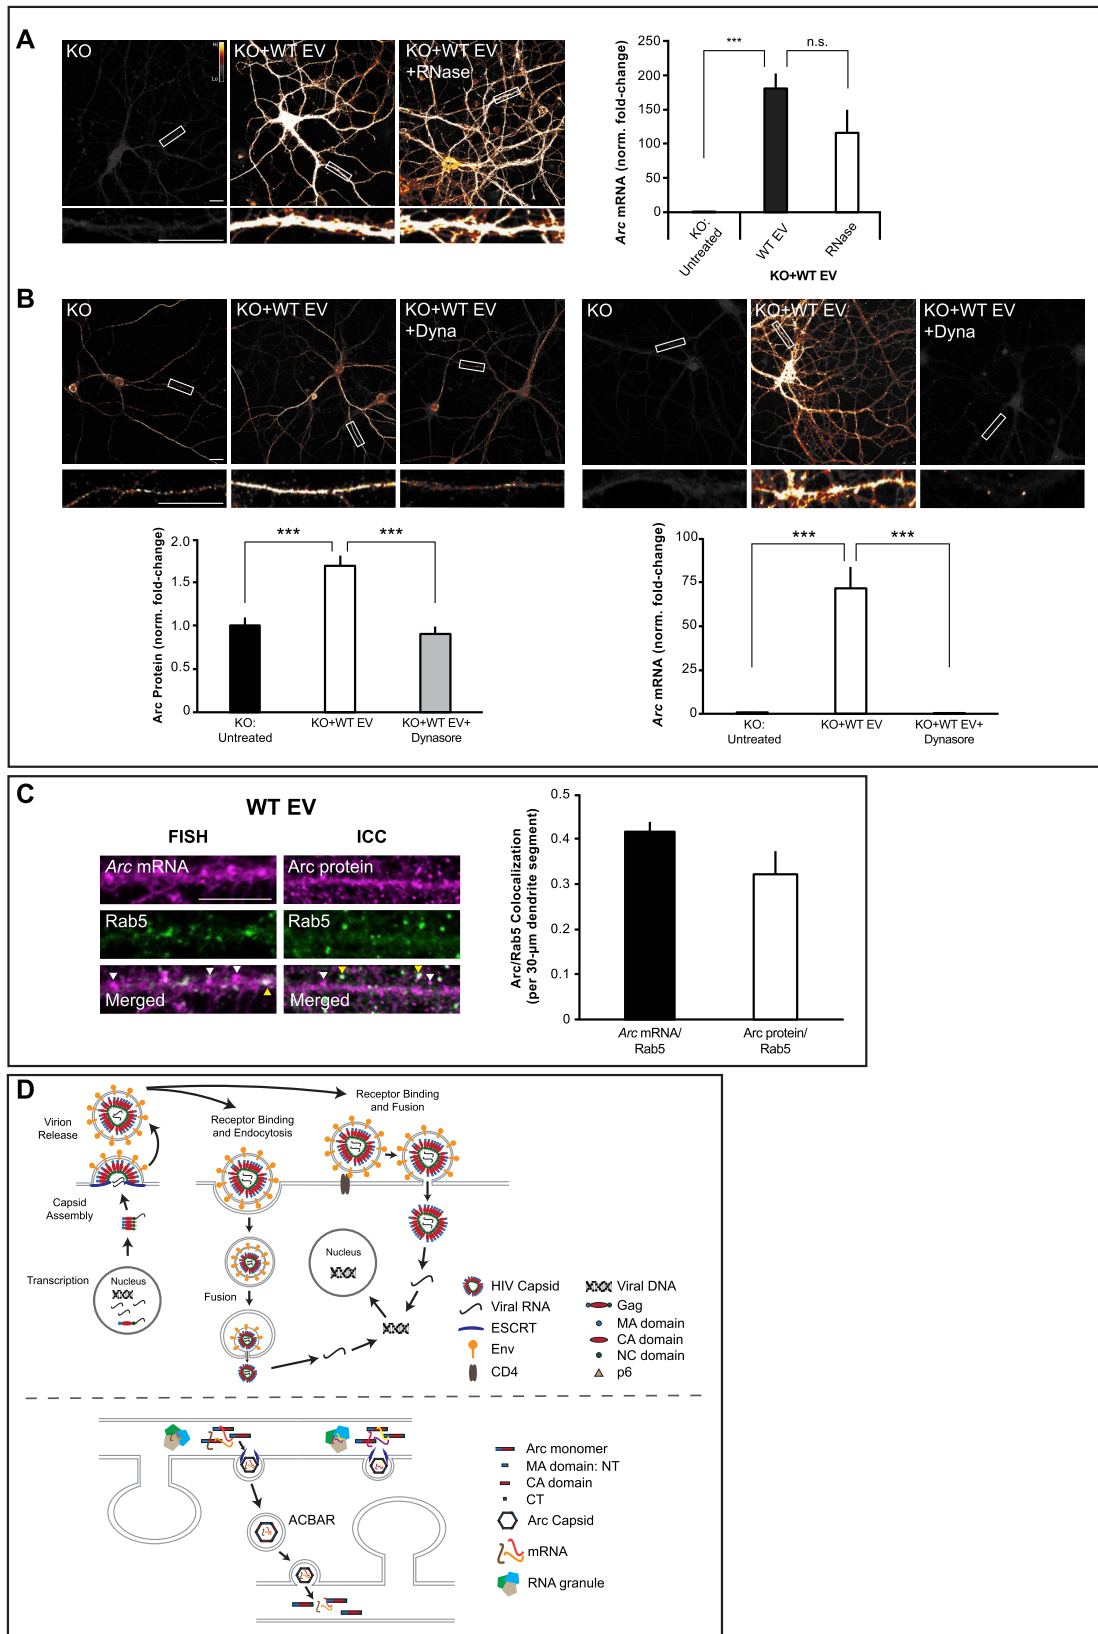 A
KO
Hi
Lo
KO+WT EV
KO+WT EV
+RNase
Arc mRNA (norm. fold-change)
250
200
150
100
50
0
***
n.s.
KO:
Untreated
WT EV
RNase
KO+WT EV
B
KO
KO+WT EV
KO+WT EV
+Dyna
KO
KO+WT EV
KO+WT EV
+Dyna
Arc Protein (norm. fold-change)
2.0
1.5
1.0
0.5
0
***
***
KO:
Untreated
KO+WT EV
KO+WT EV+
Dynasore
Arc mRNA (norm. fold-change)
100
75
50
25
0
***
***
KO:
Untreated
KO+WT EV
KO+WT EV+
Dynasore
C
WT EV
FISH
ICC
Arc mRNA
Arc protein
Rab5
Rab5
Merged
Merged
Arc/Rab5 Colocalization
(per 30-µm dendrite segment)
0.5
0.4
0.3
0.2
0.1
0
Arc mRNA/
Rab5
Arc protein/
Rab5
D
Virion
Release
Receptor Binding
and Endocytosis
Receptor Binding
and Fusion
Capsid
Assembly
Transcription
Nucleus
Fusion
Nucleus
HIV Capsid
Viral RNA
ESCRT
Env
CD4
Viral DNA
Gag
MA domain
CA domain
NC domain
p6
ACBAR
Arc monomer
MA domain: NT
CA domain
CT
Arc Capsid
mRNA
RNA granule